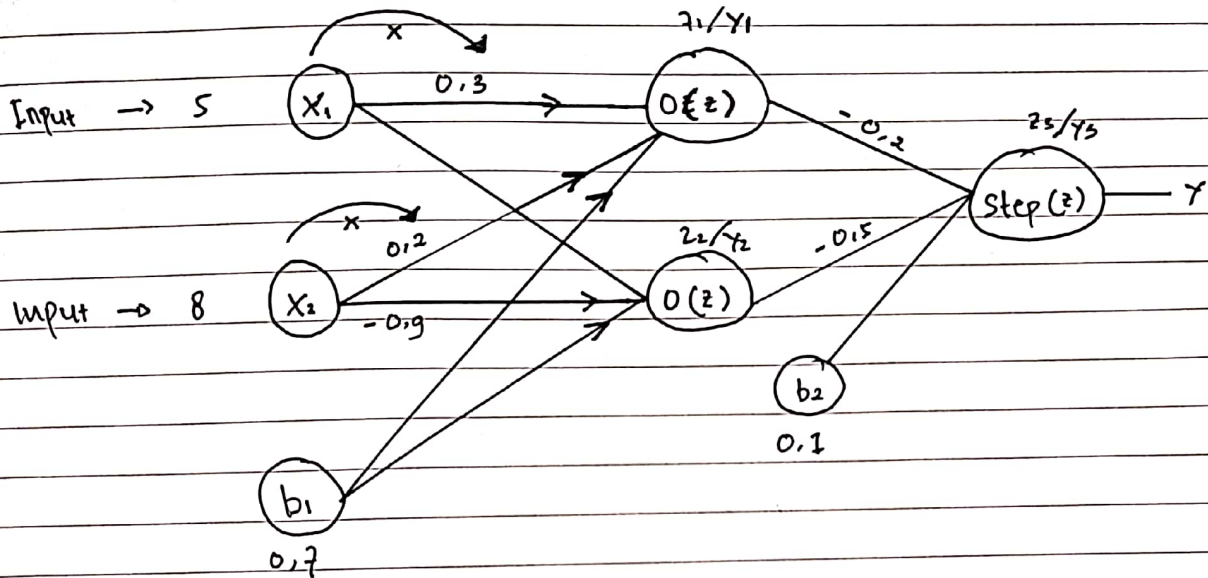 z1/Y1
x
Input → 5 X1 0,3 O(z)
-0,2
z3/Y3
Step(z) Y
x
0,2
z2/Y2
-0,5
Input → 8 X2 O(z)
-0,9
b2
0,1
b1
0,7